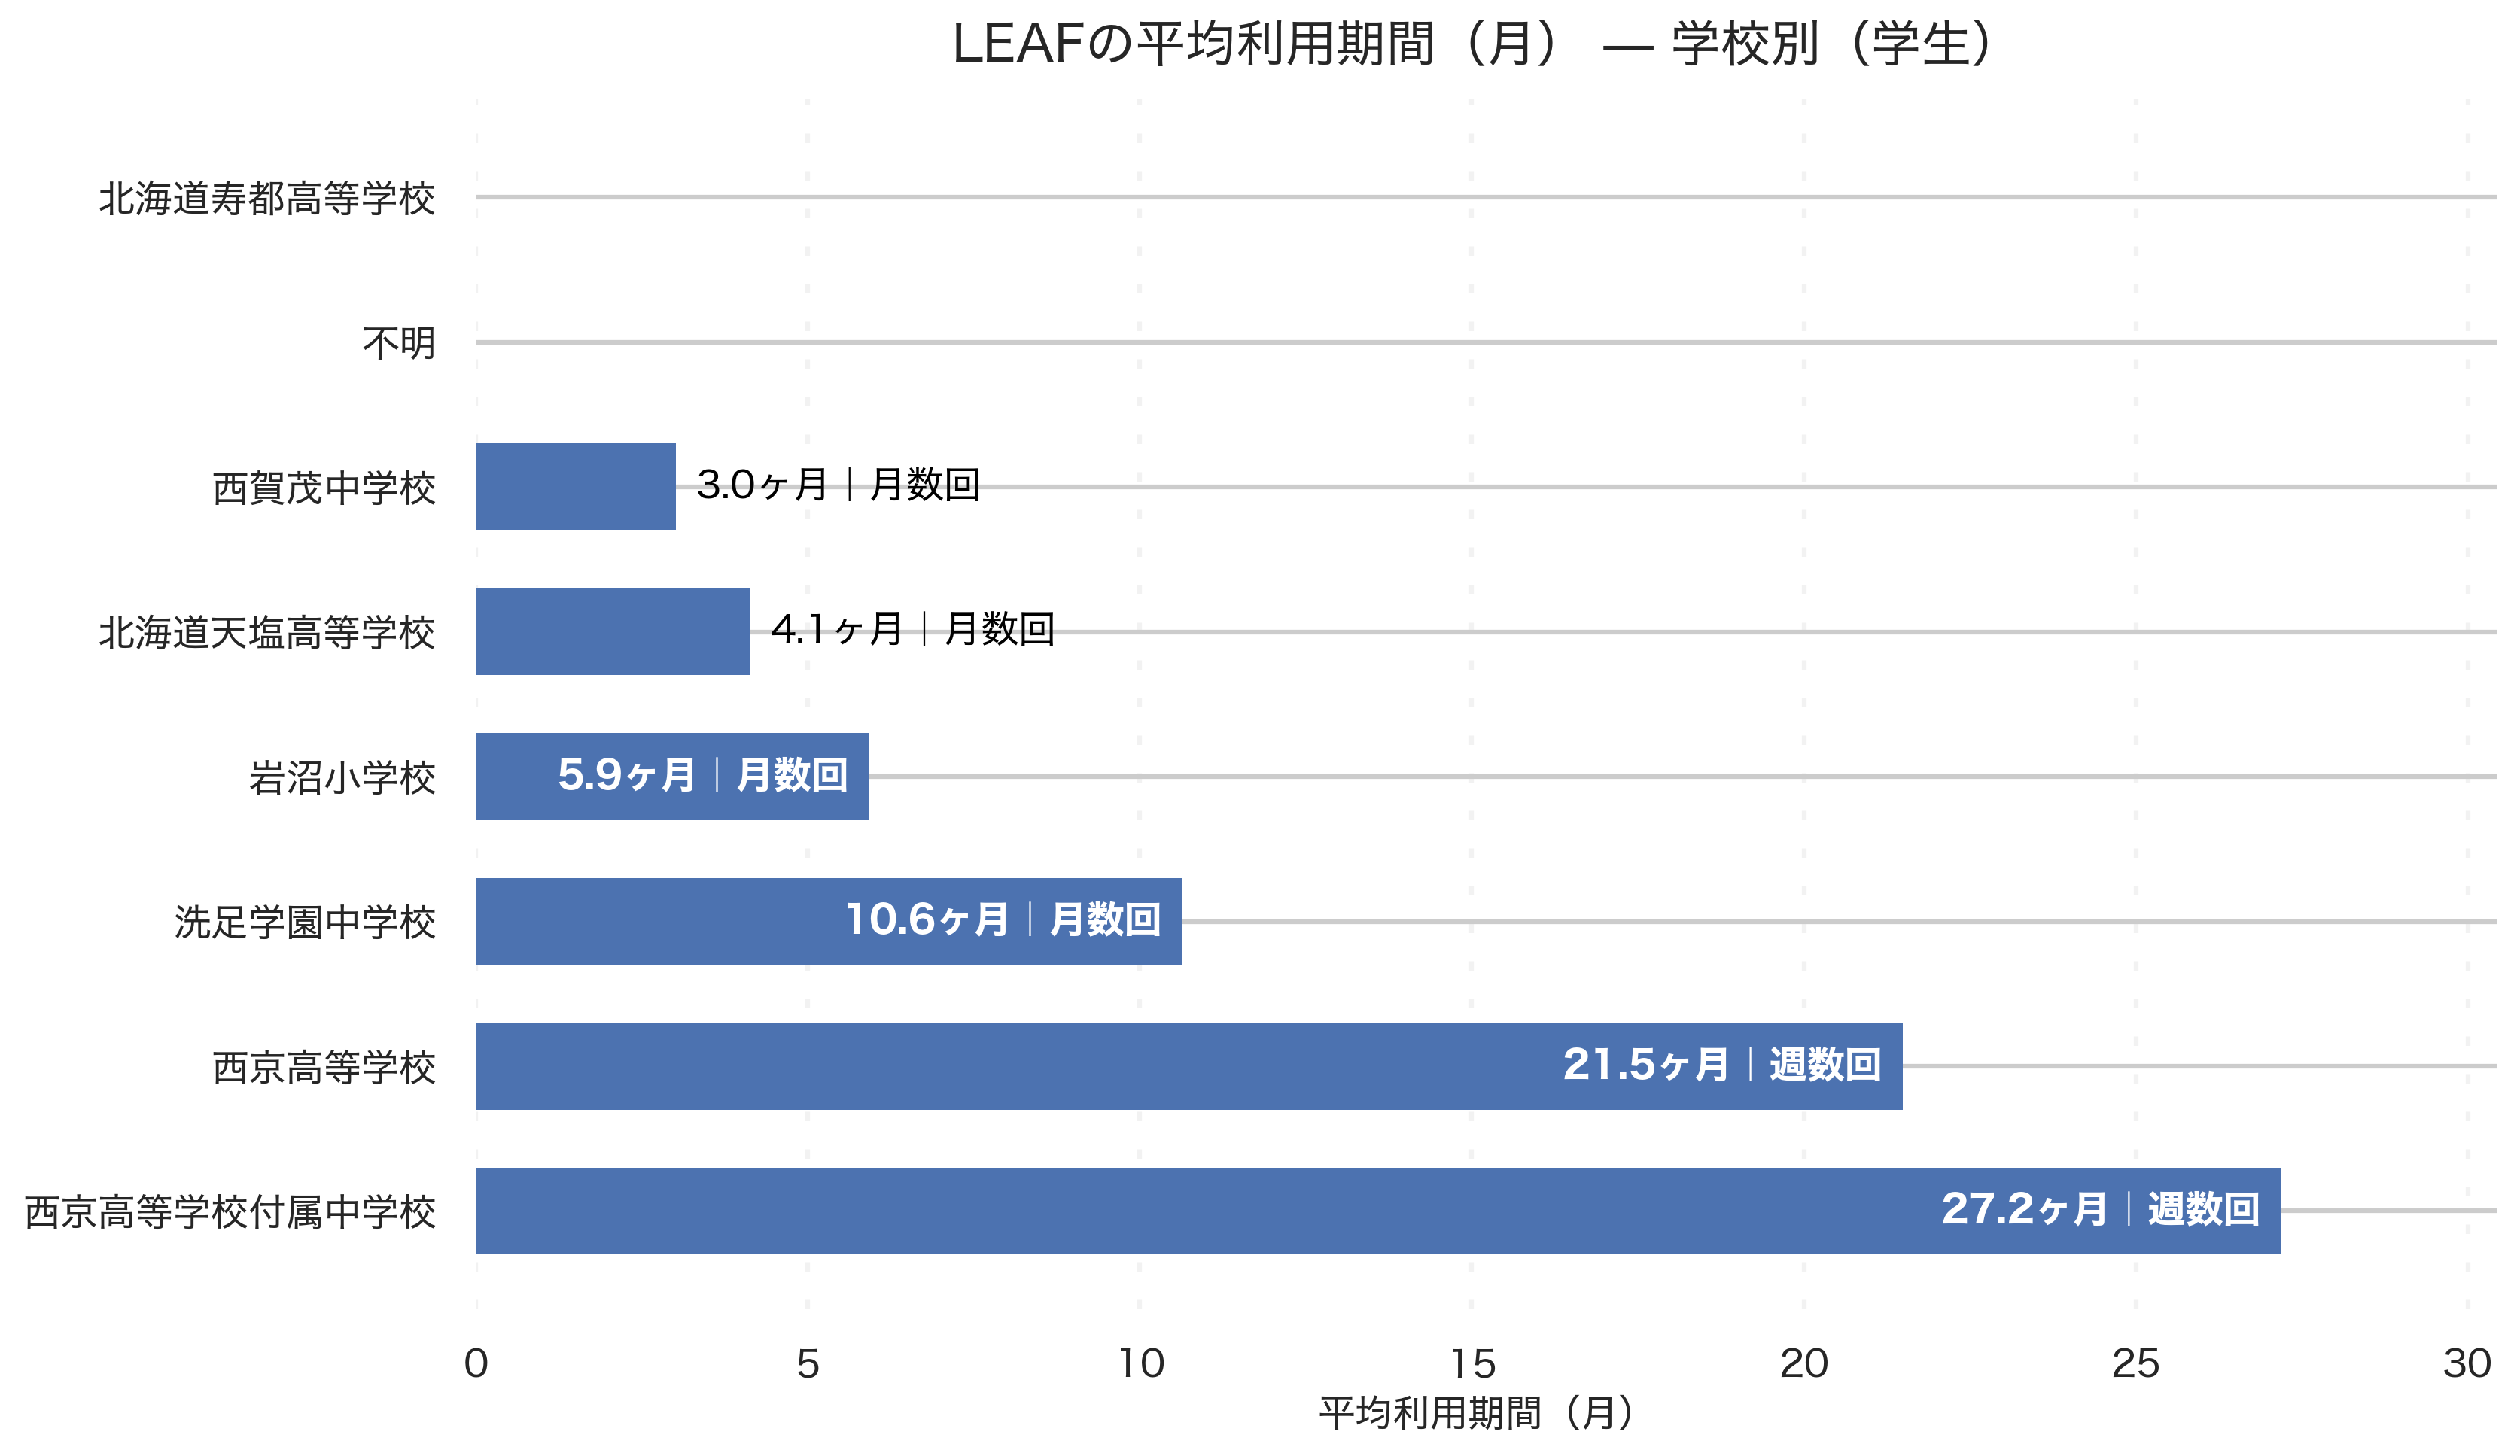 LEAFの平均利用期間（月） — 学校別（学生）
北海道寿都高等学校
不明
西賀茂中学校
3.0ヶ月｜月数回
北海道天塩高等学校
4.1ヶ月｜月数回
岩沼小学校
5.9ヶ月｜月数回
洗足学園中学校
10.6ヶ月｜月数回
西京高等学校
21.5ヶ月｜週数回
西京高等学校付属中学校
27.2ヶ月｜週数回
0 5 10 15 20 25 30
平均利用期間（月）